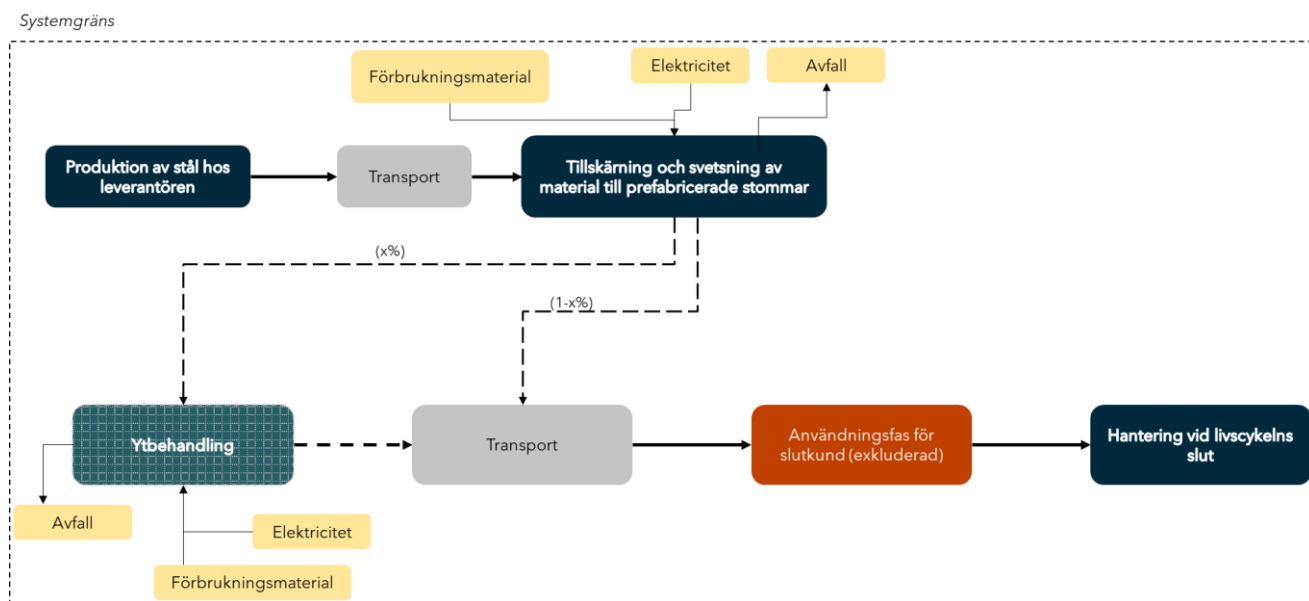 Systemgräns
Förbrukningsmaterial
Elektricitet
Avfall
Produktion av stål hos
leverantören
Transport
Tillskärning och svetsning av
material till prefabricerade stommar
(x%)
(1-x%)
Ytbehandling
Transport
Användningsfas för
slutkund (exkluderad)
Hantering vid livscykelns
slut
Avfall
Elektricitet
Förbrukningsmaterial